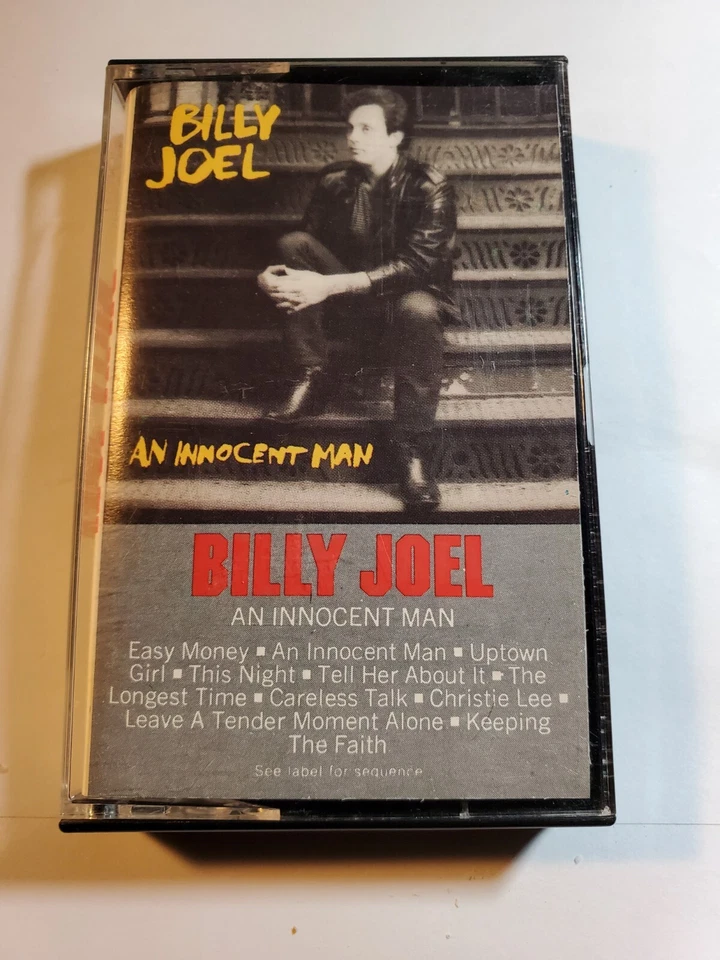 BILLY
JOEL
AN INNOCENT MAN
BILLY JOEL
AN INNOCENT MAN
Easy Money ▪ An Innocent Man ▪ Uptown
Girl ▪ This Night ▪ Tell Her About It ▪ The
Longest Time ▪ Careless Talk ▪ Christie Lee ▪
Leave A Tender Moment Alone ▪ Keeping
The Faith
See label for sequence